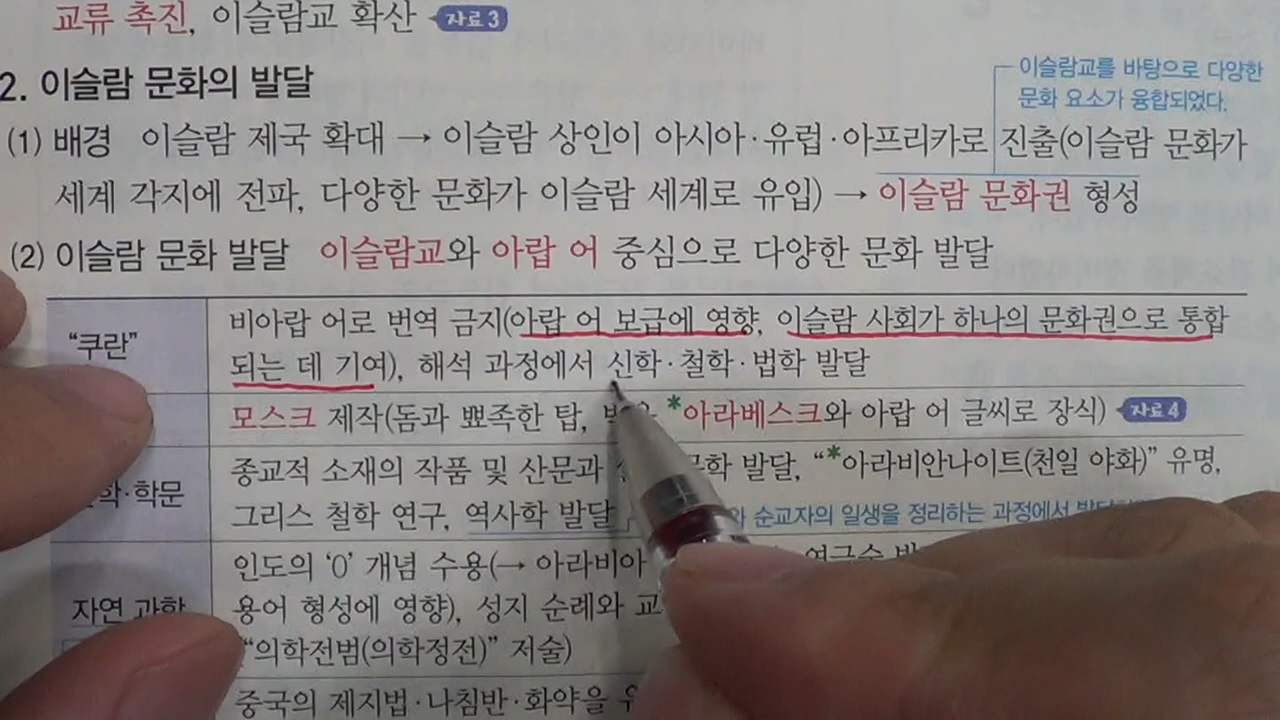 교류 촉진, 이슬람교 확산 자료 3
2. 이슬람 문화의 발달
이슬람교를 바탕으로 다양한
문화 요소가 융합되었다.
(1) 배경 이슬람 제국 확대 → 이슬람 상인이 아시아·유럽·아프리카로 진출(이슬람 문화가
세계 각지에 전파, 다양한 문화가 이슬람 세계로 유입) → 이슬람 문화권 형성
(2) 이슬람 문화 발달 이슬람교와 아랍 어 중심으로 다양한 문화 발달
“쿠란”
비아랍 어로 번역 금지(아랍 어 보급에 영향, 이슬람 사회가 하나의 문화권으로 통합
되는 데 기여), 해석 과정에서 신학·철학·법학 발달
모스크 제작(돔과 뾰족한 탑, *아라베스크와 아랍 어 글씨로 장식) 자료 4
학·학문
종교적 소재의 작품 및 산문과 발달, “*아라비안나이트(천일 야화)” 유명,
그리스 철학 연구, 역사학 발달
순교자의 일생을 정리하는 과정에서
자연 과학
인도의 ‘0’ 개념 수용(→ 아라비아
용어 형성에 영향), 성지 순례와
“의학전범(의학정전)” 저술)
중국의 제지법·나침반·화약을